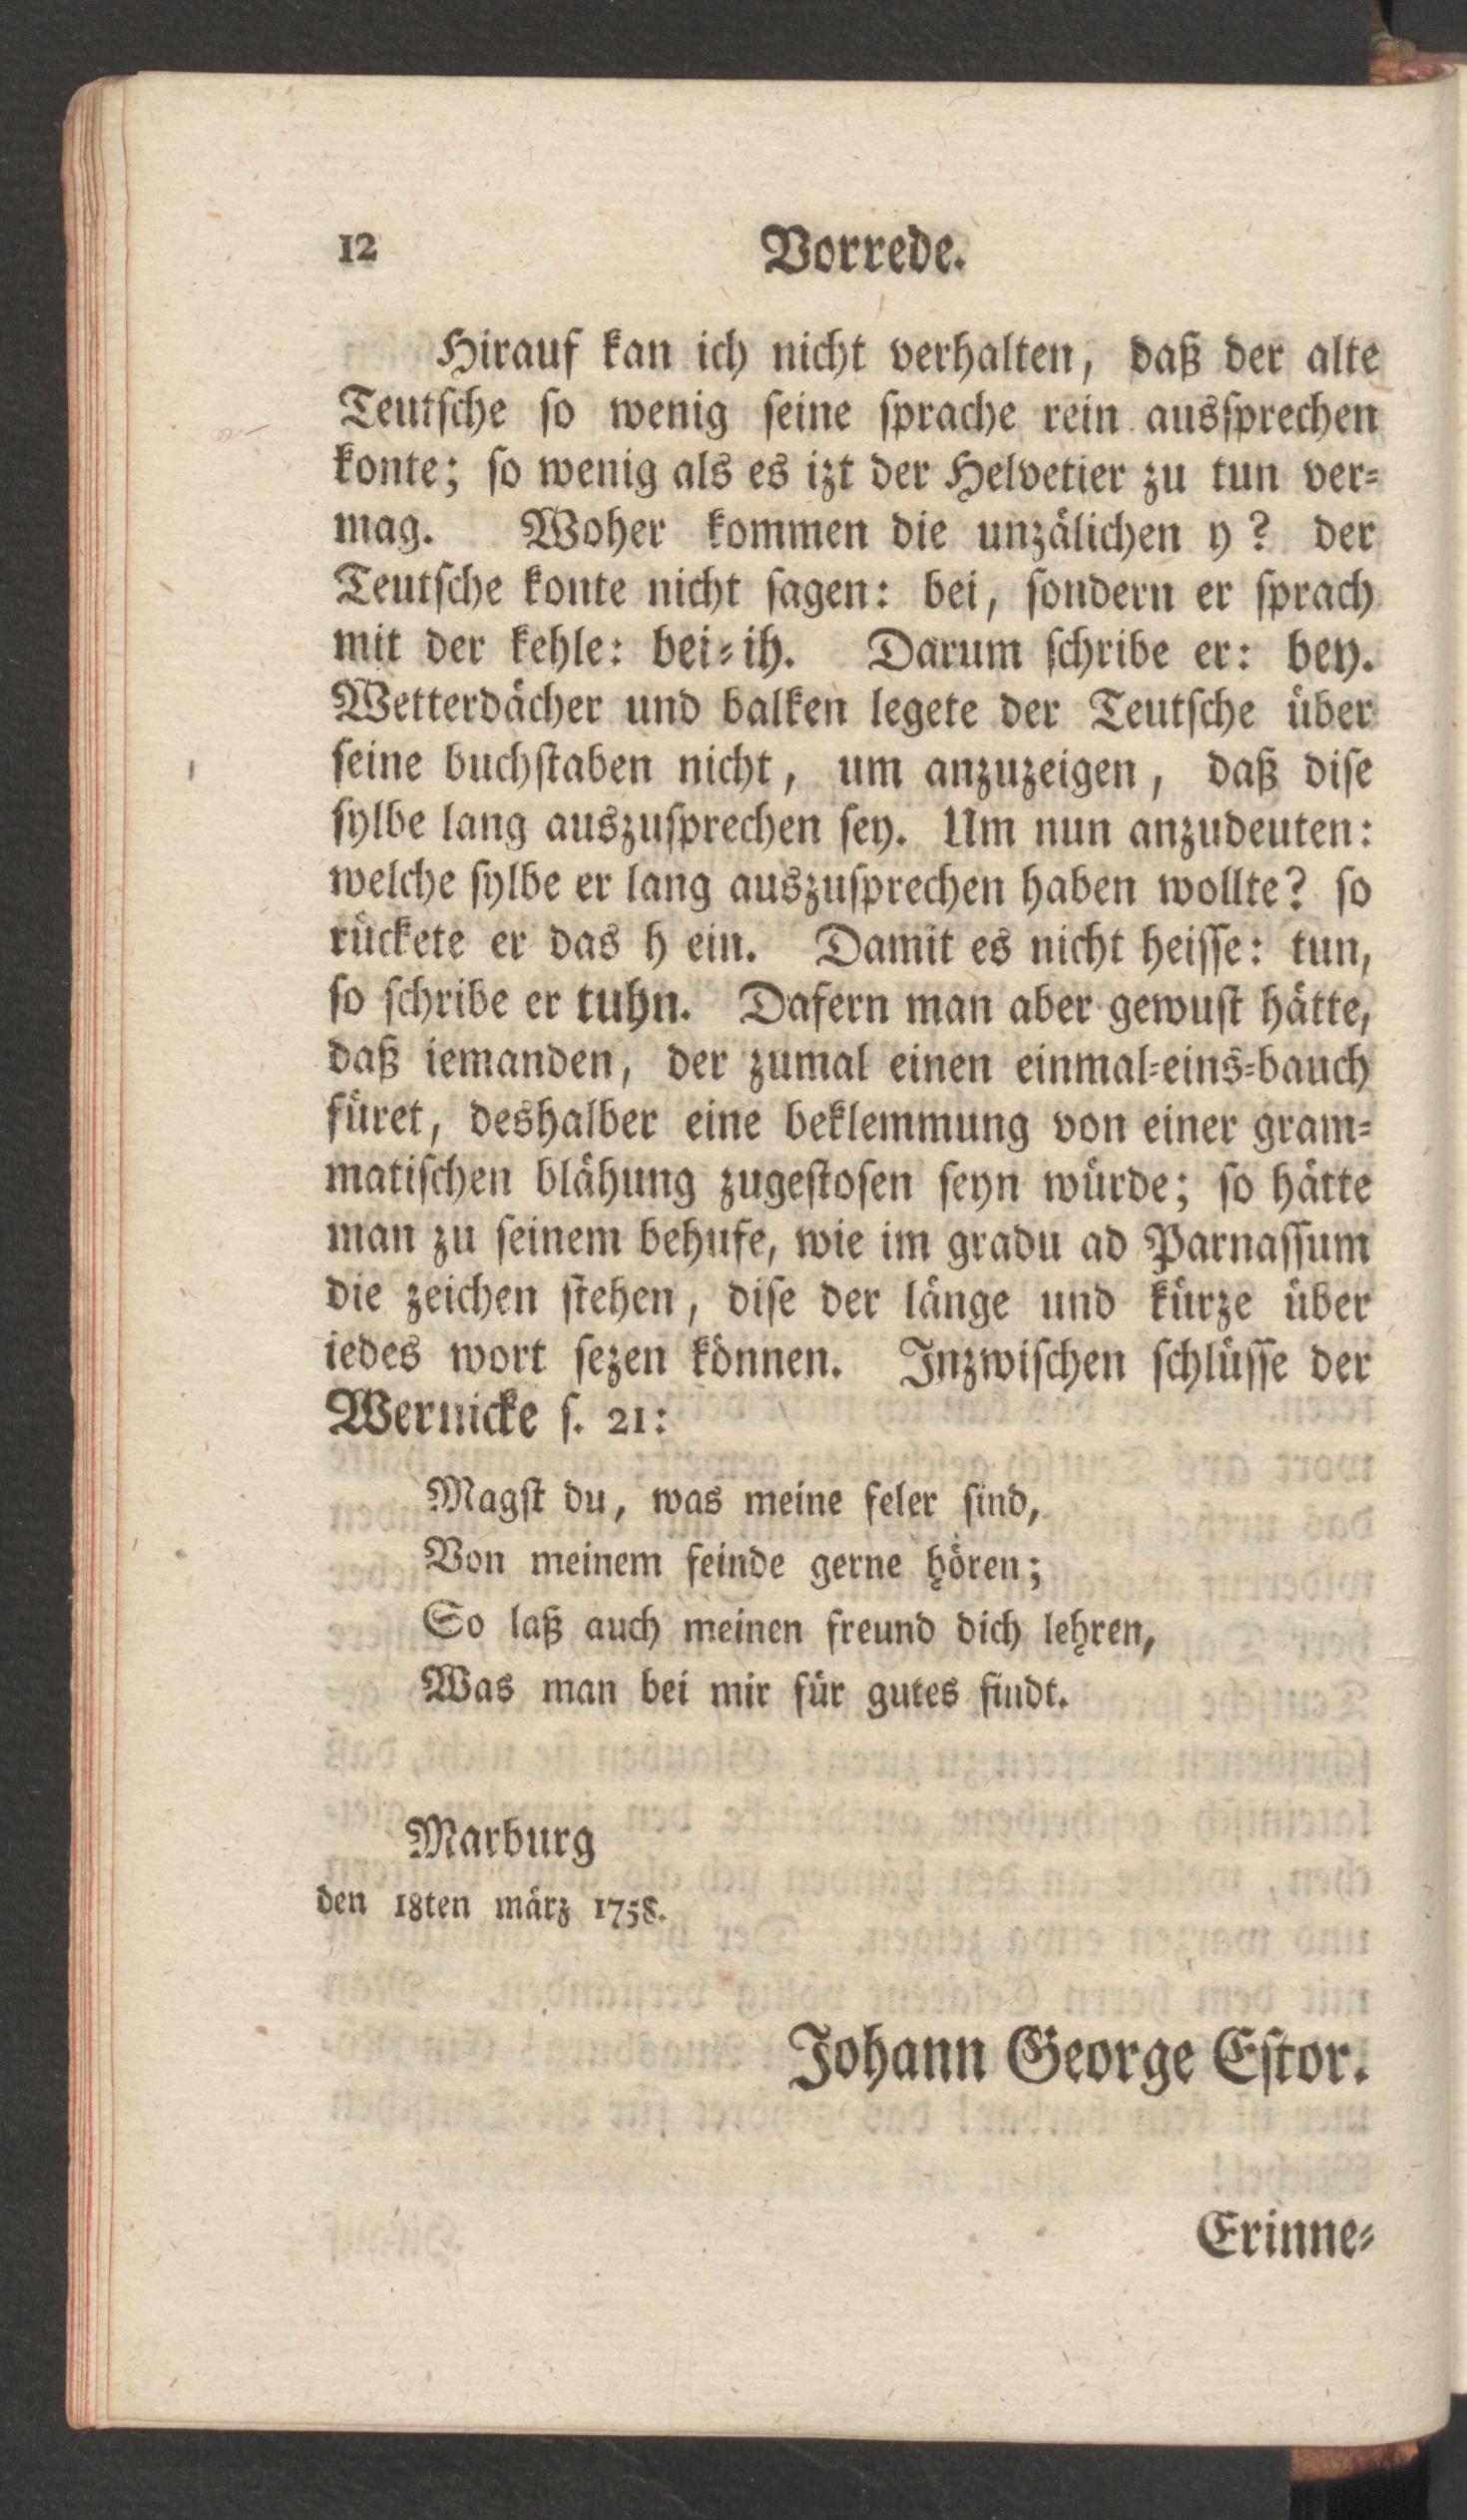 12 Vorrede.
Hirauf kan ich nicht verhalten, daß der alte
Teutſche ſo wenig ſeine ſprache rein ausſprechen
konte; ſo wenig als es izt der Helvetier zu tun ver⸗
mag. Woher kommen die unzälichen y? der
Teutſche konte nicht ſagen: bei, ſondern er ſprach
mit der kehle: bei⸗ih. Darum ſchribe er: bey.
Wetterdächer und balken legete der Teutſche über
ſeine buchſtaben nicht, um anzuzeigen, daß diſe
ſylbe lang auszuſprechen ſey. Um nun anzudeuten:
welche ſylbe er lang auszuſprechen haben wollte? ſo
rückete er das h ein. Damit es nicht heiſſe: tun,
ſo ſchribe er tuhn. Dafern man aber gewuſt hätte,
daß iemanden, der zumal einen einmal⸗eins⸗bauch
füret, deshalber eine beklemmung von einer gram⸗
matiſchen blähung zugeſtoſen ſeyn würde; ſo hätte
man zu ſeinem behufe, wie im gradu ad Parnaſſum
die zeichen ſtehen, diſe der länge und kürze über
iedes wort ſezen können. Inzwiſchen ſchlüſſe der
Wernicke ſ. 21:
Magſt du, was meine feler ſind,
Von meinem feinde gerne hören;
So laß auch meinen freund dich lehren,
Was man bei mir für gutes findt.
Marburg
den 18ten märz 1758.
Johann George Eſtor.
Erinne⸗